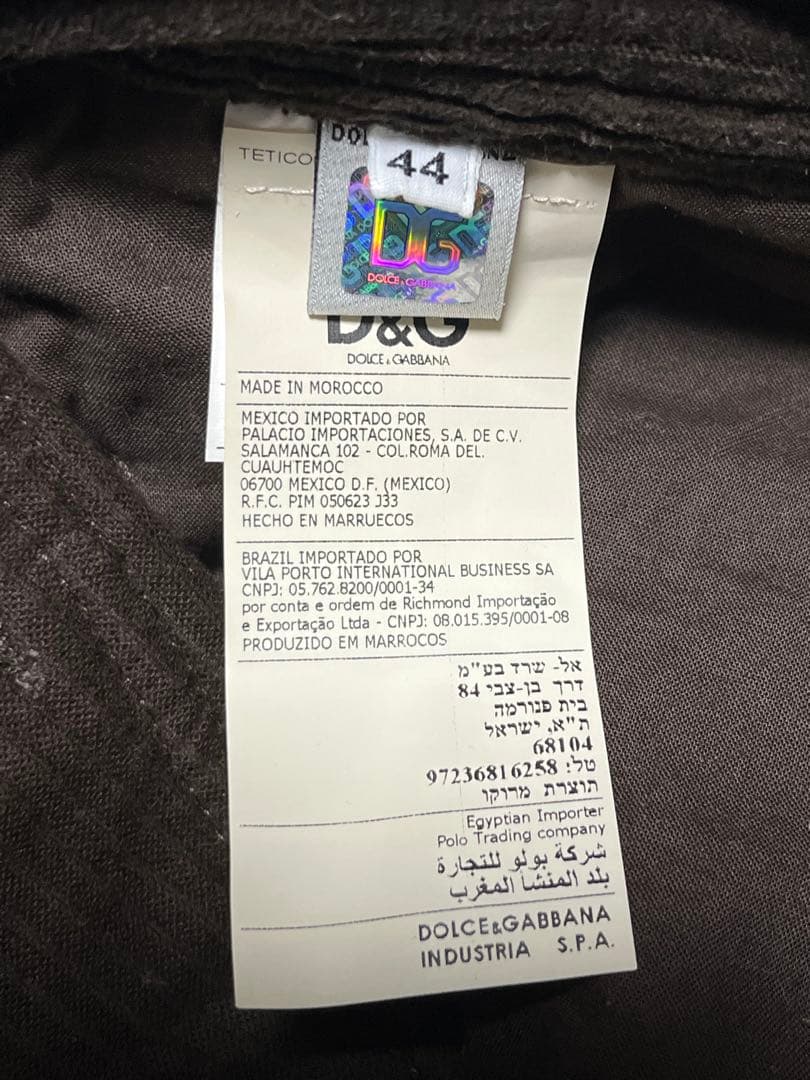 TETICO
44
DG
DOLCE & GABBANA
D&G
DOLCE & GABBANA
MADE IN MOROCCO
MEXICO IMPORTADO POR
PALACIO IMPORTACIONES, S.A. DE C.V.
SALAMANCA 102 - COL.ROMA DEL.
CUAUHTEMOC
06700 MEXICO D.F. (MEXICO)
R.F.C. PIM 050623 J33
HECHO EN MARRUECOS
BRAZIL IMPORTADO POR
VILA PORTO INTERNATIONAL BUSINESS SA
CNPJ: 05.762.8200/0001-34
por conta e ordem de Richmond Importação
e Exportação Ltda - CNPJ: 08.015.395/0001-08
PRODUZIDO EM MARROCOS
אל- שרד בע"מ
דרך בן-צבי 84
בית פנורמה
ת"א, ישראל
68104
טל: 97236816258
תוצרת מרוקו
Egyptian Importer
Polo Trading company
شركة بولو للتجارة
بلد المنشأ المغرب
DOLCE&GABBANA
INDUSTRIA S.P.A.